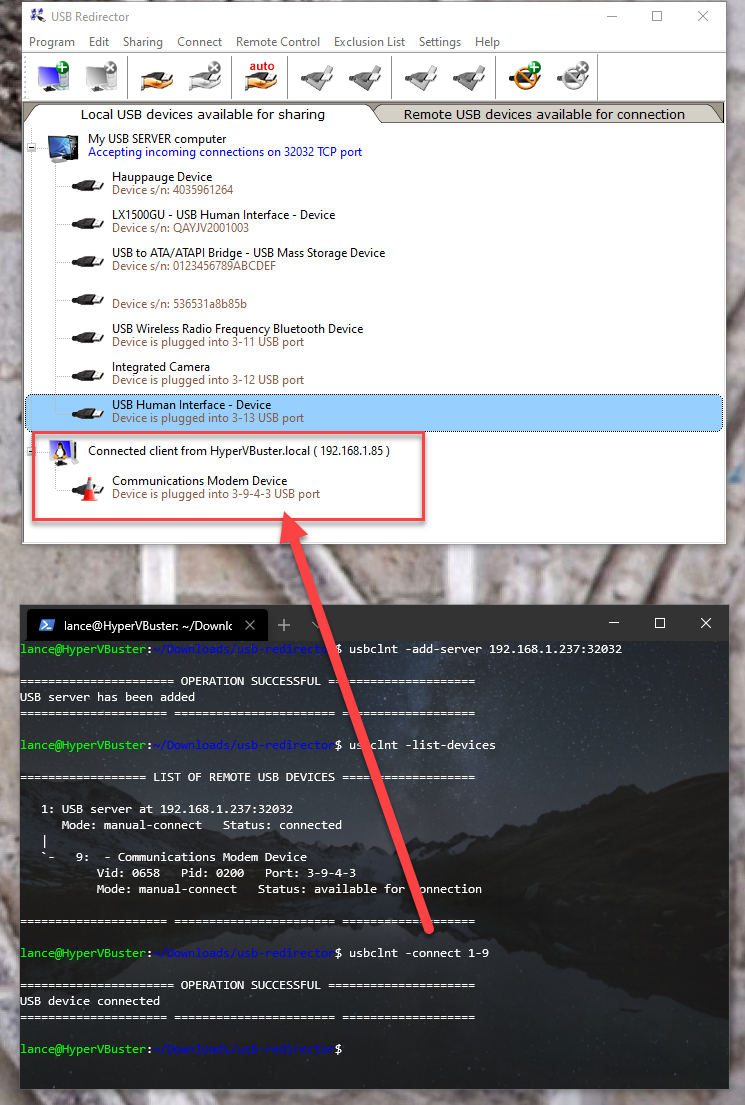 USB Redirector
Program Edit Sharing Connect Remote Control Exclusion List Settings Help
auto
Local USB devices available for sharing
Remote USB devices available for connection
My USB SERVER computer
Accepting incoming connections on 32032 TCP port
Hauppauge Device
Device s/n: 4035961264
LX1500GU - USB Human Interface - Device
Device s/n: QAYJV2001003
USB to ATA/ATAPI Bridge - USB Mass Storage Device
Device s/n: 0123456789ABCDEF
Device s/n: 536531a8b85b
USB Wireless Radio Frequency Bluetooth Device
Device is plugged into 3-11 USB port
Integrated Camera
Device is plugged into 3-12 USB port
USB Human Interface - Device
Device is plugged into 3-13 USB port
Connected client from HyperVBuster.local ( 192.168.1.85 )
Communications Modem Device
Device is plugged into 3-9-4-3 USB port
lance@HyperVBuster: ~/Downlc
lance@HyperVBuster:~/Downloads/usb-redirector$ usbclnt -add-server 192.168.1.237:32032
====================== OPERATION SUCCESSFUL =====================
USB server has been added
===================== ======================= ===================
lance@HyperVBuster:~/Downloads/usb-redirector$ usbclnt -list-devices
================== LIST OF REMOTE USB DEVICES ===================
1: USB server at 192.168.1.237:32032
Mode: manual-connect Status: connected
|
`- 9: - Communications Modem Device
Vid: 0658 Pid: 0200 Port: 3-9-4-3
Mode: manual-connect Status: available for connection
===================== ======================= ===================
lance@HyperVBuster:~/Downloads/usb-redirector$ usbclnt -connect 1-9
====================== OPERATION SUCCESSFUL =====================
USB device connected
===================== ======================= ===================
lance@HyperVBuster:~/Downloads/usb-redirector$